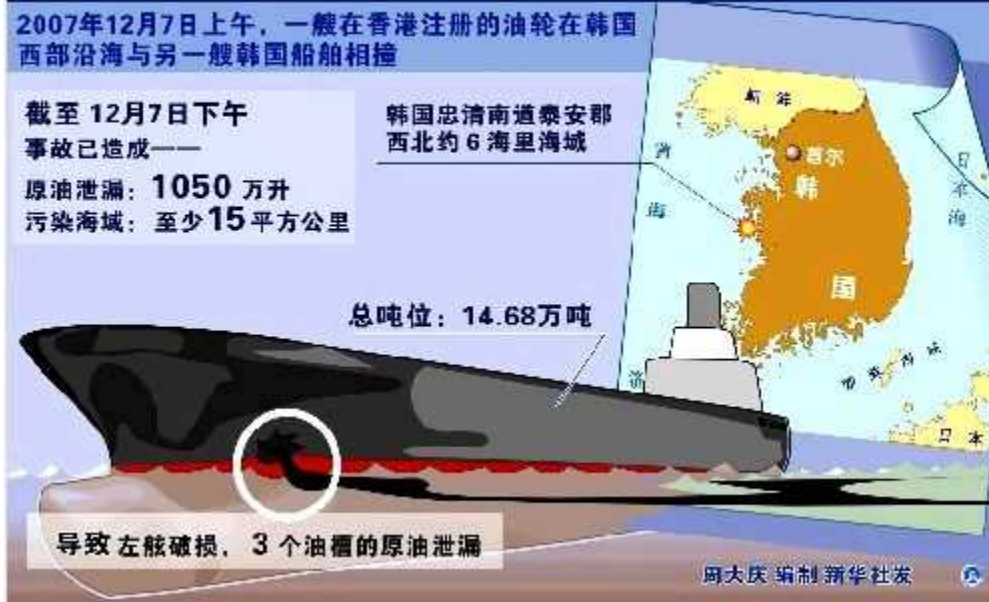 2007年12月7日上午，一艘在香港注册的油轮在韩国
西部沿海与另一艘韩国船舶相撞
截至 12月7日下午
事故已造成——
原油泄漏：1050 万升
污染海域：至少15平方公里
韩国忠清南道泰安郡
西北约 6 海里海域
朝 鲜
首尔
韩
国
黄
海
日
本
海
日 本
总吨位：14.68万吨
导致 左舷破损，3 个油槽的原油泄漏
周大庆 编制 新华社发